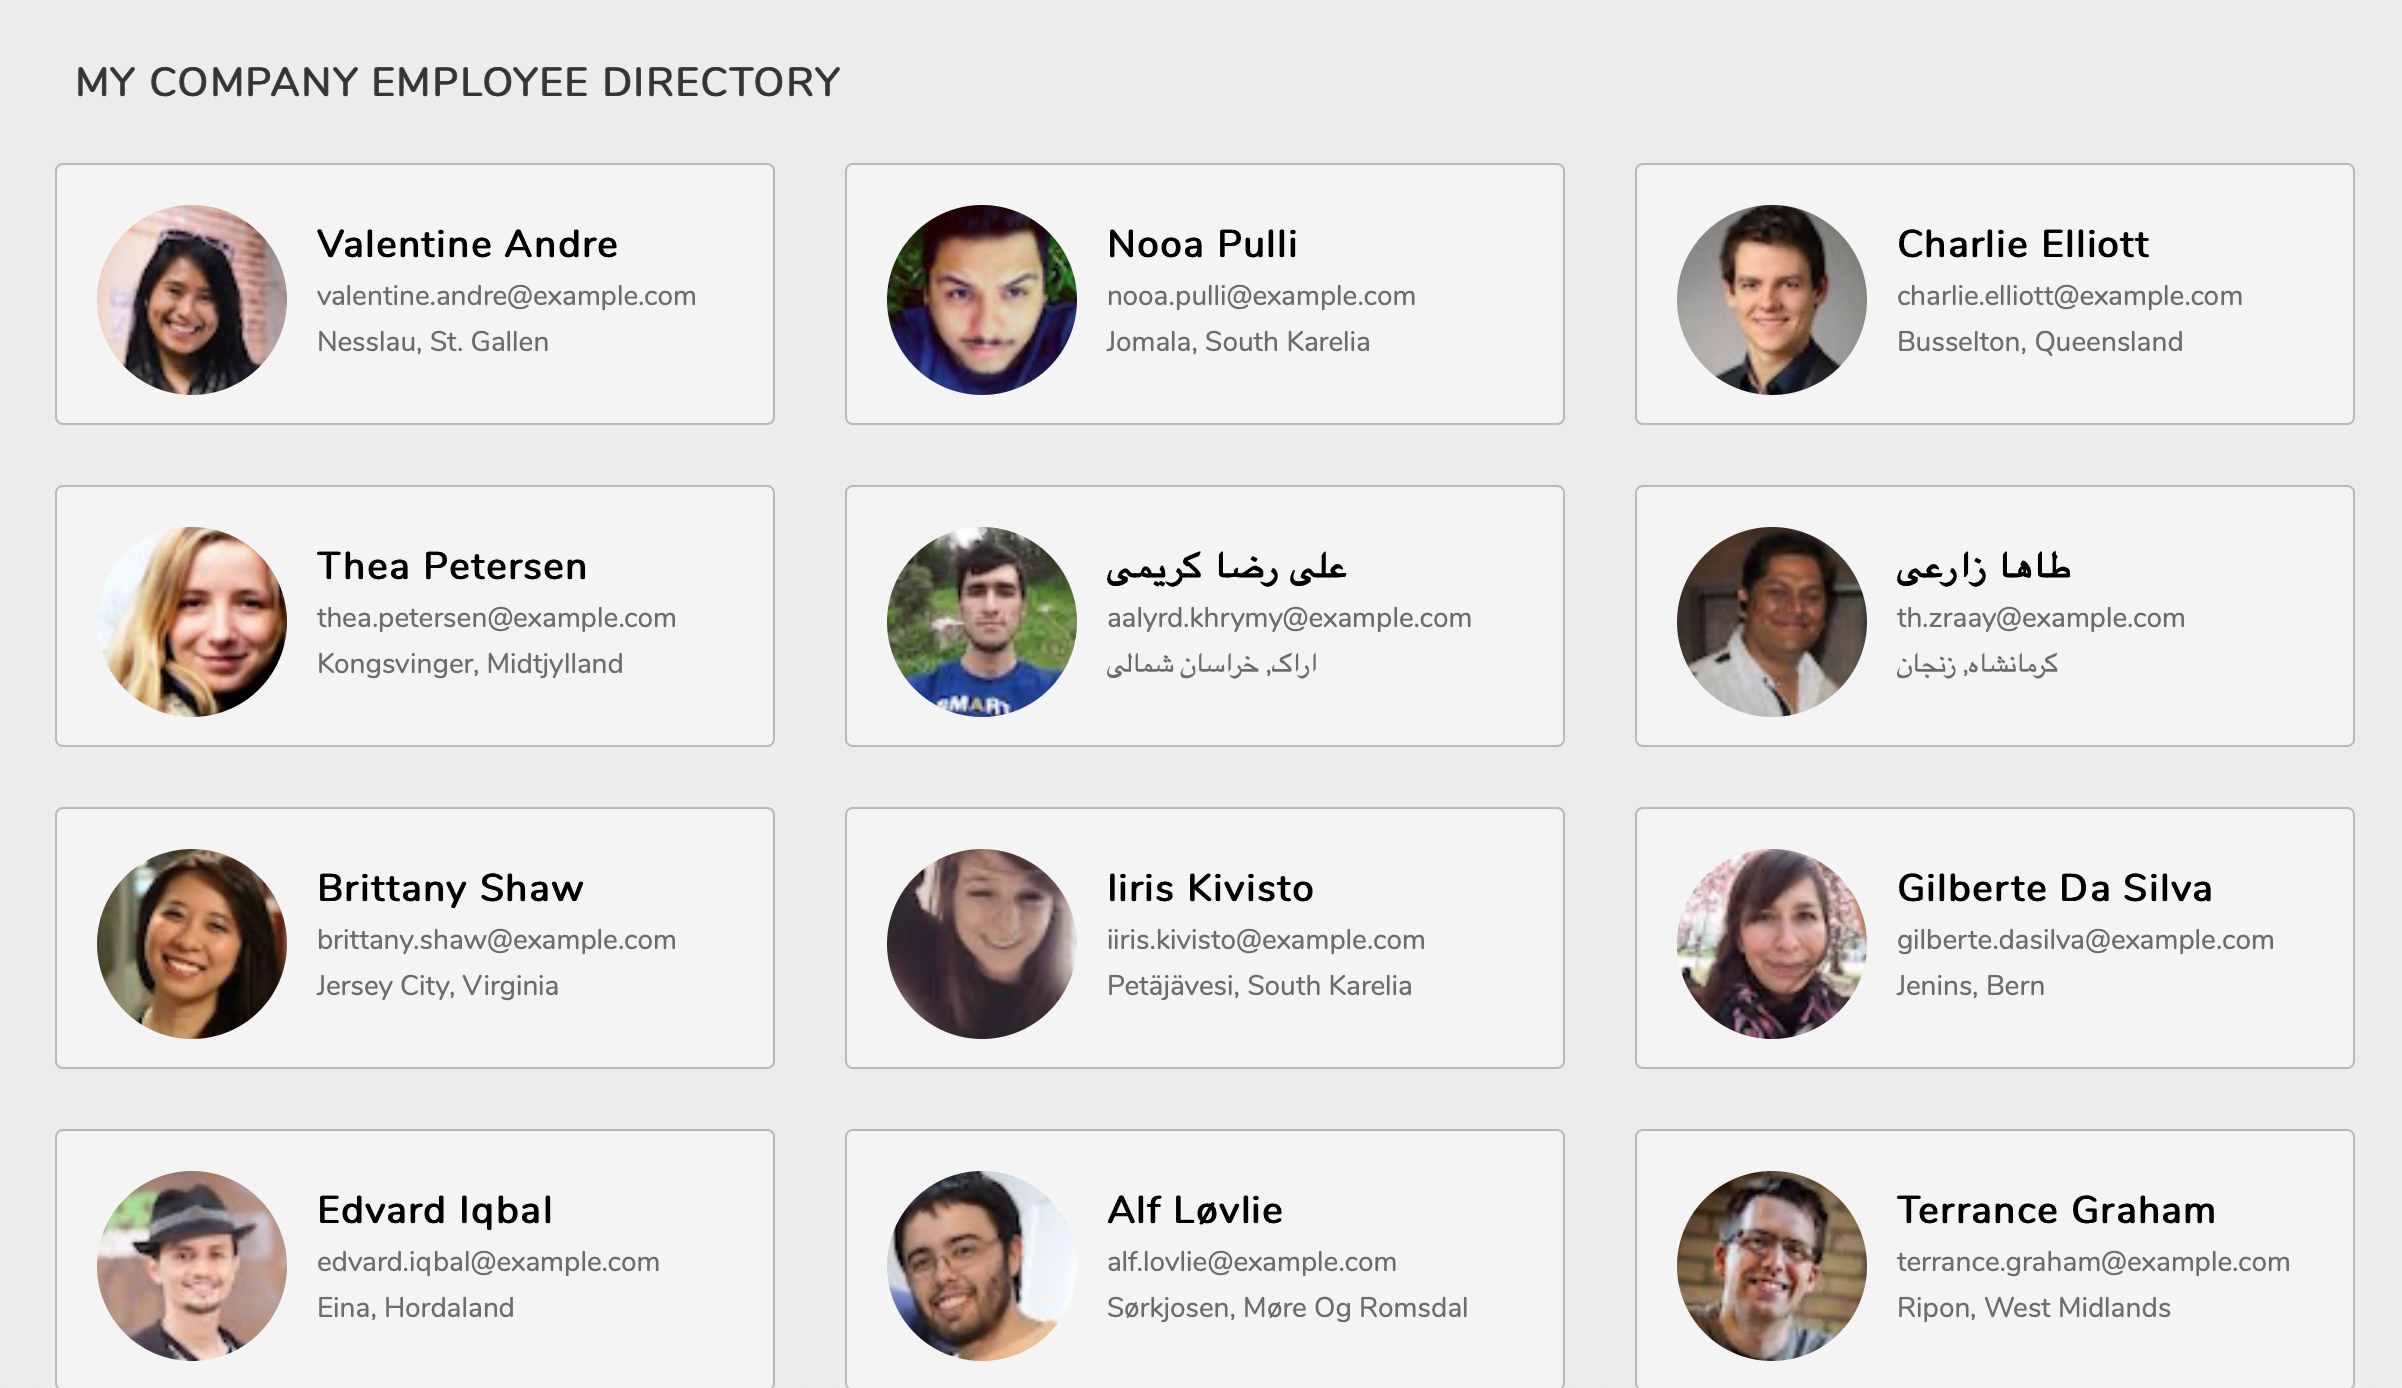 MY COMPANY EMPLOYEE DIRECTORY
Valentine Andre
valentine.andre@example.com
Nesslau, St. Gallen
Nooa Pulli
nooa.pulli@example.com
Jomala, South Karelia
Charlie Elliott
charlie.elliott@example.com
Busselton, Queensland
Thea Petersen
thea.petersen@example.com
Kongsvinger, Midtjylland
علی رضا کریمی
aalyrd.khrymy@example.com
اراک, خراسان شمالی
SMART
طاها زارعی
th.zraay@example.com
کرمانشاه, زنجان
Brittany Shaw
brittany.shaw@example.com
Jersey City, Virginia
Iiris Kivisto
iiris.kivisto@example.com
Petäjävesi, South Karelia
Gilberte Da Silva
gilberte.dasilva@example.com
Jenins, Bern
Edvard Iqbal
edvard.iqbal@example.com
Eina, Hordaland
Alf Løvlie
alf.lovlie@example.com
Sørkjosen, Møre Og Romsdal
Terrance Graham
terrance.graham@example.com
Ripon, West Midlands